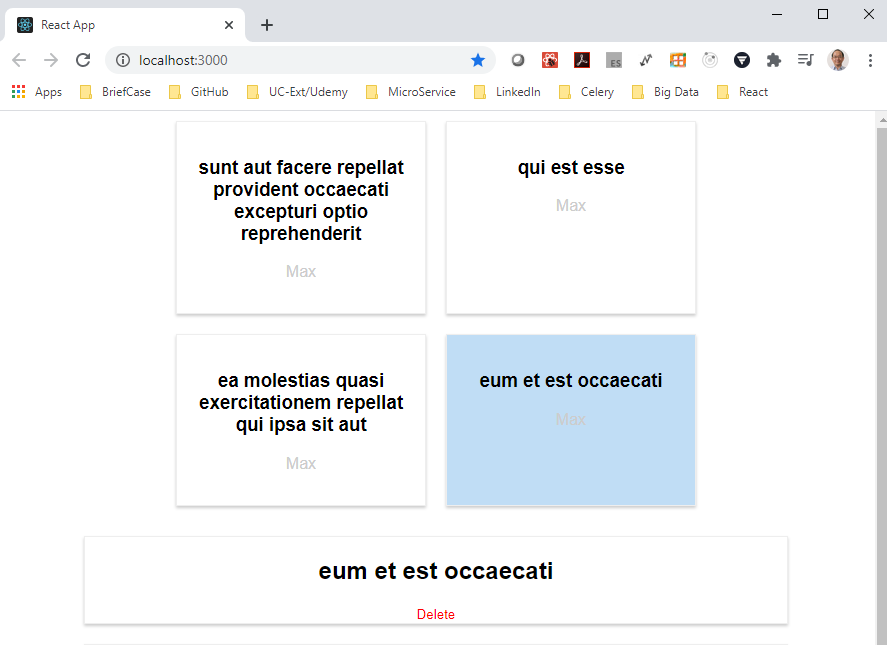 React App
localhost:3000
ES
Apps BriefCase GitHub UC-Ext/Udemy MicroService LinkedIn Celery Big Data React
sunt aut facere repellat
provident occaecati
excepturi optio
reprehenderit
Max
qui est esse
Max
ea molestias quasi
exercitationem repellat
qui ipsa sit aut
Max
eum et est occaecati
Max
eum et est occaecati
Delete